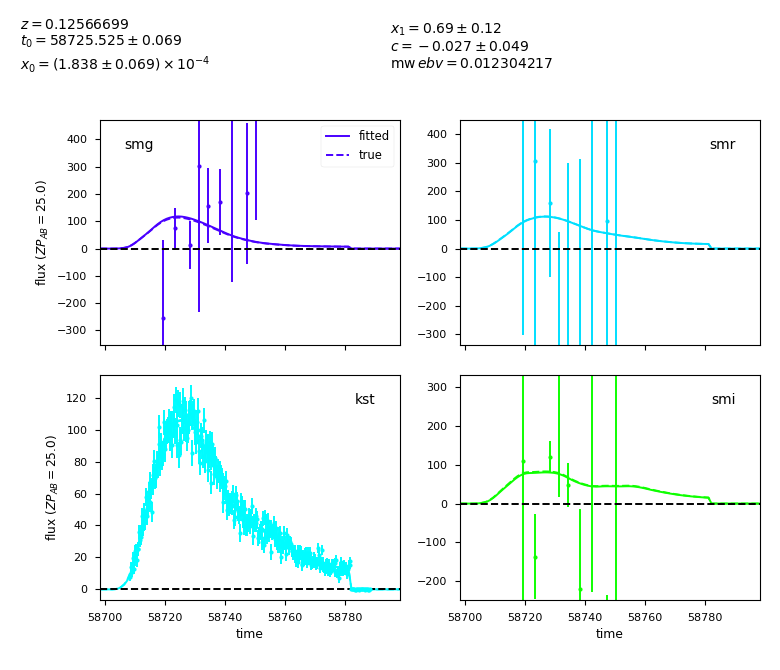 z = 0.12566699
t₀ = 58725.525 ± 0.069
x₀ = (1.838 ± 0.069) × 10⁻⁴
x₁ = 0.69 ± 0.12
c = −0.027 ± 0.049
mw ebv = 0.012304217
smg
fitted
true
400
300
200
100
0
−100
−200
−300
flux (ZP_AB = 25.0)
smr
400
300
200
100
0
−100
−200
−300
kst
120
100
80
60
40
20
0
flux (ZP_AB = 25.0)
58700 58720 58740 58760 58780
time
smi
300
200
100
0
−100
−200
58700 58720 58740 58760 58780
time